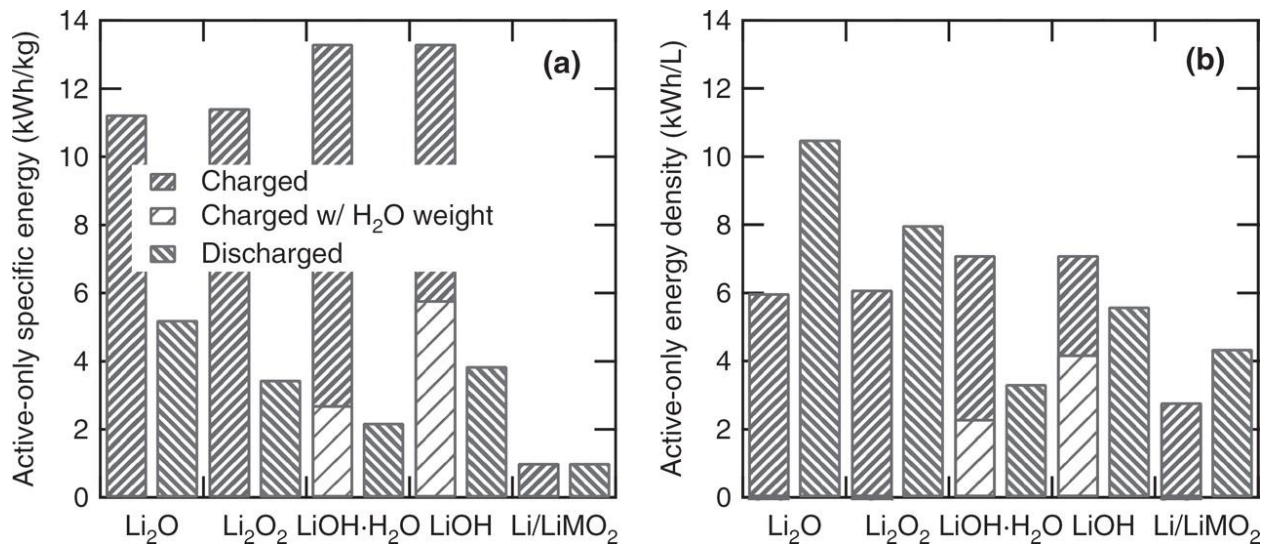 Active-only specific energy (kWh/kg)
14
12
10
8
6
4
2
0
(a)
Charged
Charged w/ H₂O weight
Discharged
Li₂O
Li₂O₂
LiOH·H₂O
LiOH
Li/LiMO₂
Active-only energy density (kWh/L)
14
12
10
8
6
4
2
0
(b)
Li₂O
Li₂O₂
LiOH·H₂O
LiOH
Li/LiMO₂